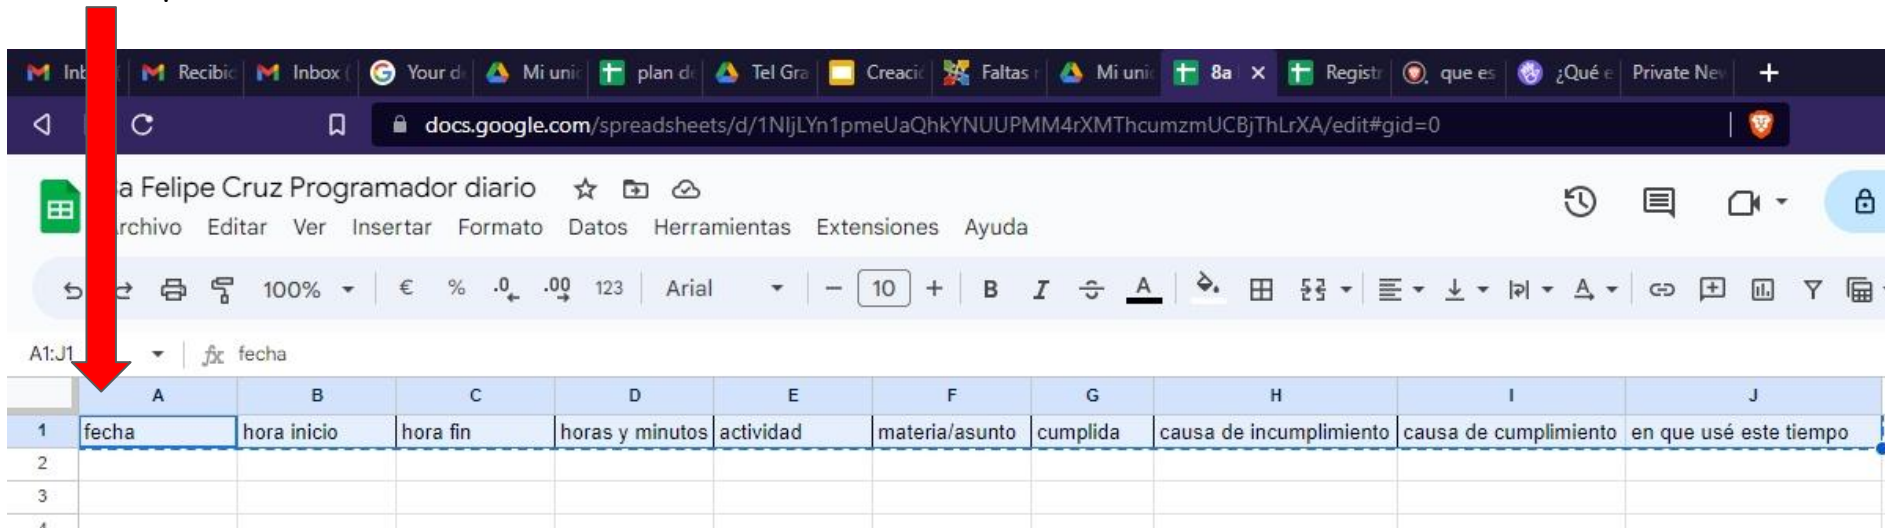 Recibic Inbox ( Your d Mi unic plan de Tel Gra Creació Faltas r Mi unic 8a Registr que es ¿Qué e Private Nev +
docs.google.com/spreadsheets/d/1NljLYn1pmeUaQhkYNUUPMM4rXMThcumzmUCBjThLrXA/edit#gid=0
a Felipe Cruz Programador diario
rchivo Editar Ver Insertar Formato Datos Herramientas Extensiones Ayuda
100% € % .0 .00 123 Arial − 10 + B I S A
A1:J1 fx fecha
A B C D E F G H I J
1 fecha hora inicio hora fin horas y minutos actividad materia/asunto cumplida causa de incumplimiento causa de cumplimiento en que usé este tiempo
2
3